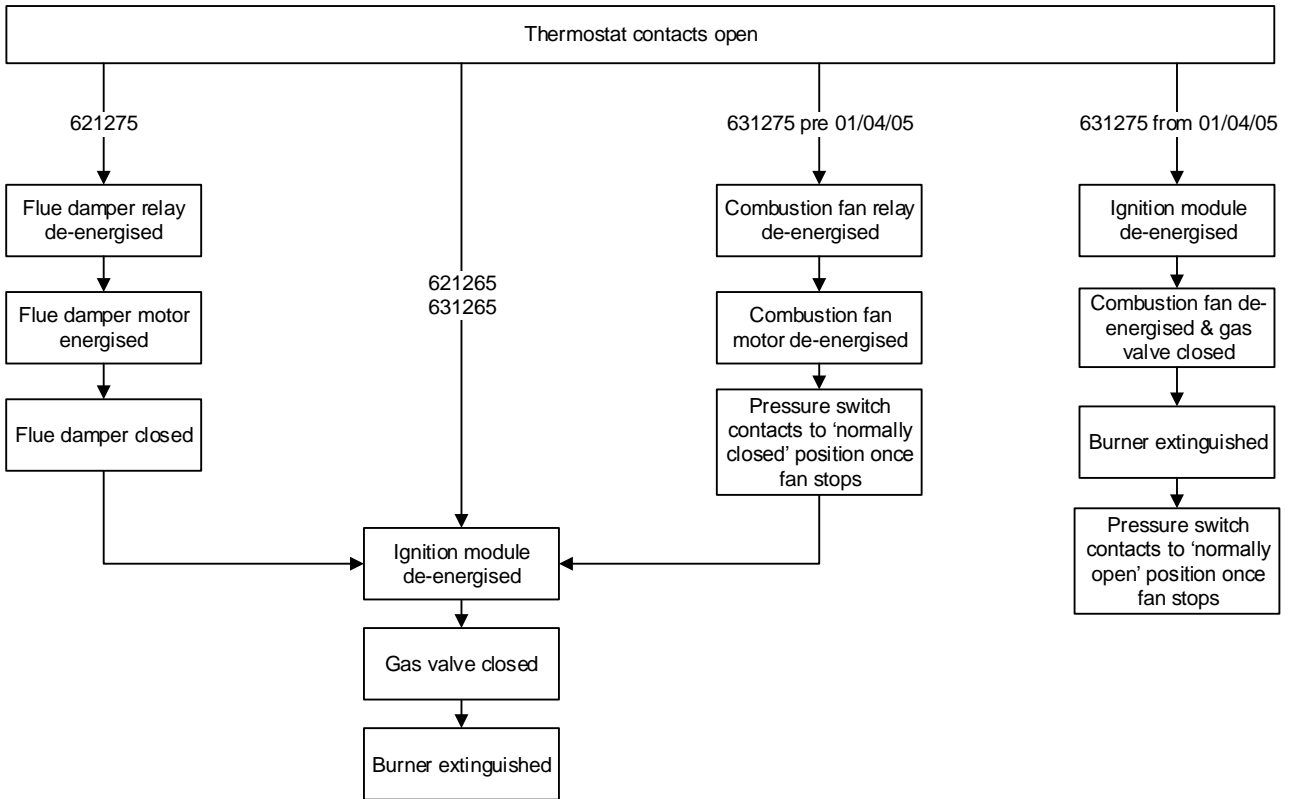 Thermostat contacts open
621275
631275 pre 01/04/05
631275 from 01/04/05
Flue damper relay
de-energised
Combustion fan relay
de-energised
Ignition module
de-energised
621265
631265
Flue damper motor
energised
Combustion fan
motor de-energised
Combustion fan de-
energised & gas
valve closed
Flue damper closed
Pressure switch
contacts to ‘normally
closed’ position once
fan stops
Burner extinguished
Pressure switch
contacts to ‘normally
open’ position once
fan stops
Ignition module
de-energised
Gas valve closed
Burner extinguished